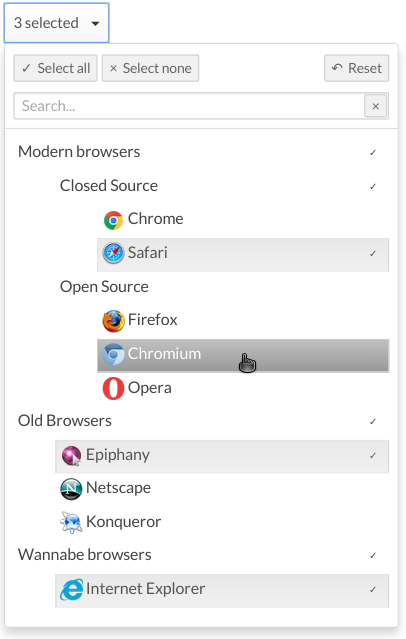 3 selected
✓ Select all × Select none ↶ Reset
Search... ×
Modern browsers ✓
Closed Source ✓
Chrome
Safari ✓
Open Source
Firefox
Chromium
Opera
Old Browsers ✓
Epiphany ✓
Netscape
Konqueror
Wannabe browsers ✓
Internet Explorer ✓